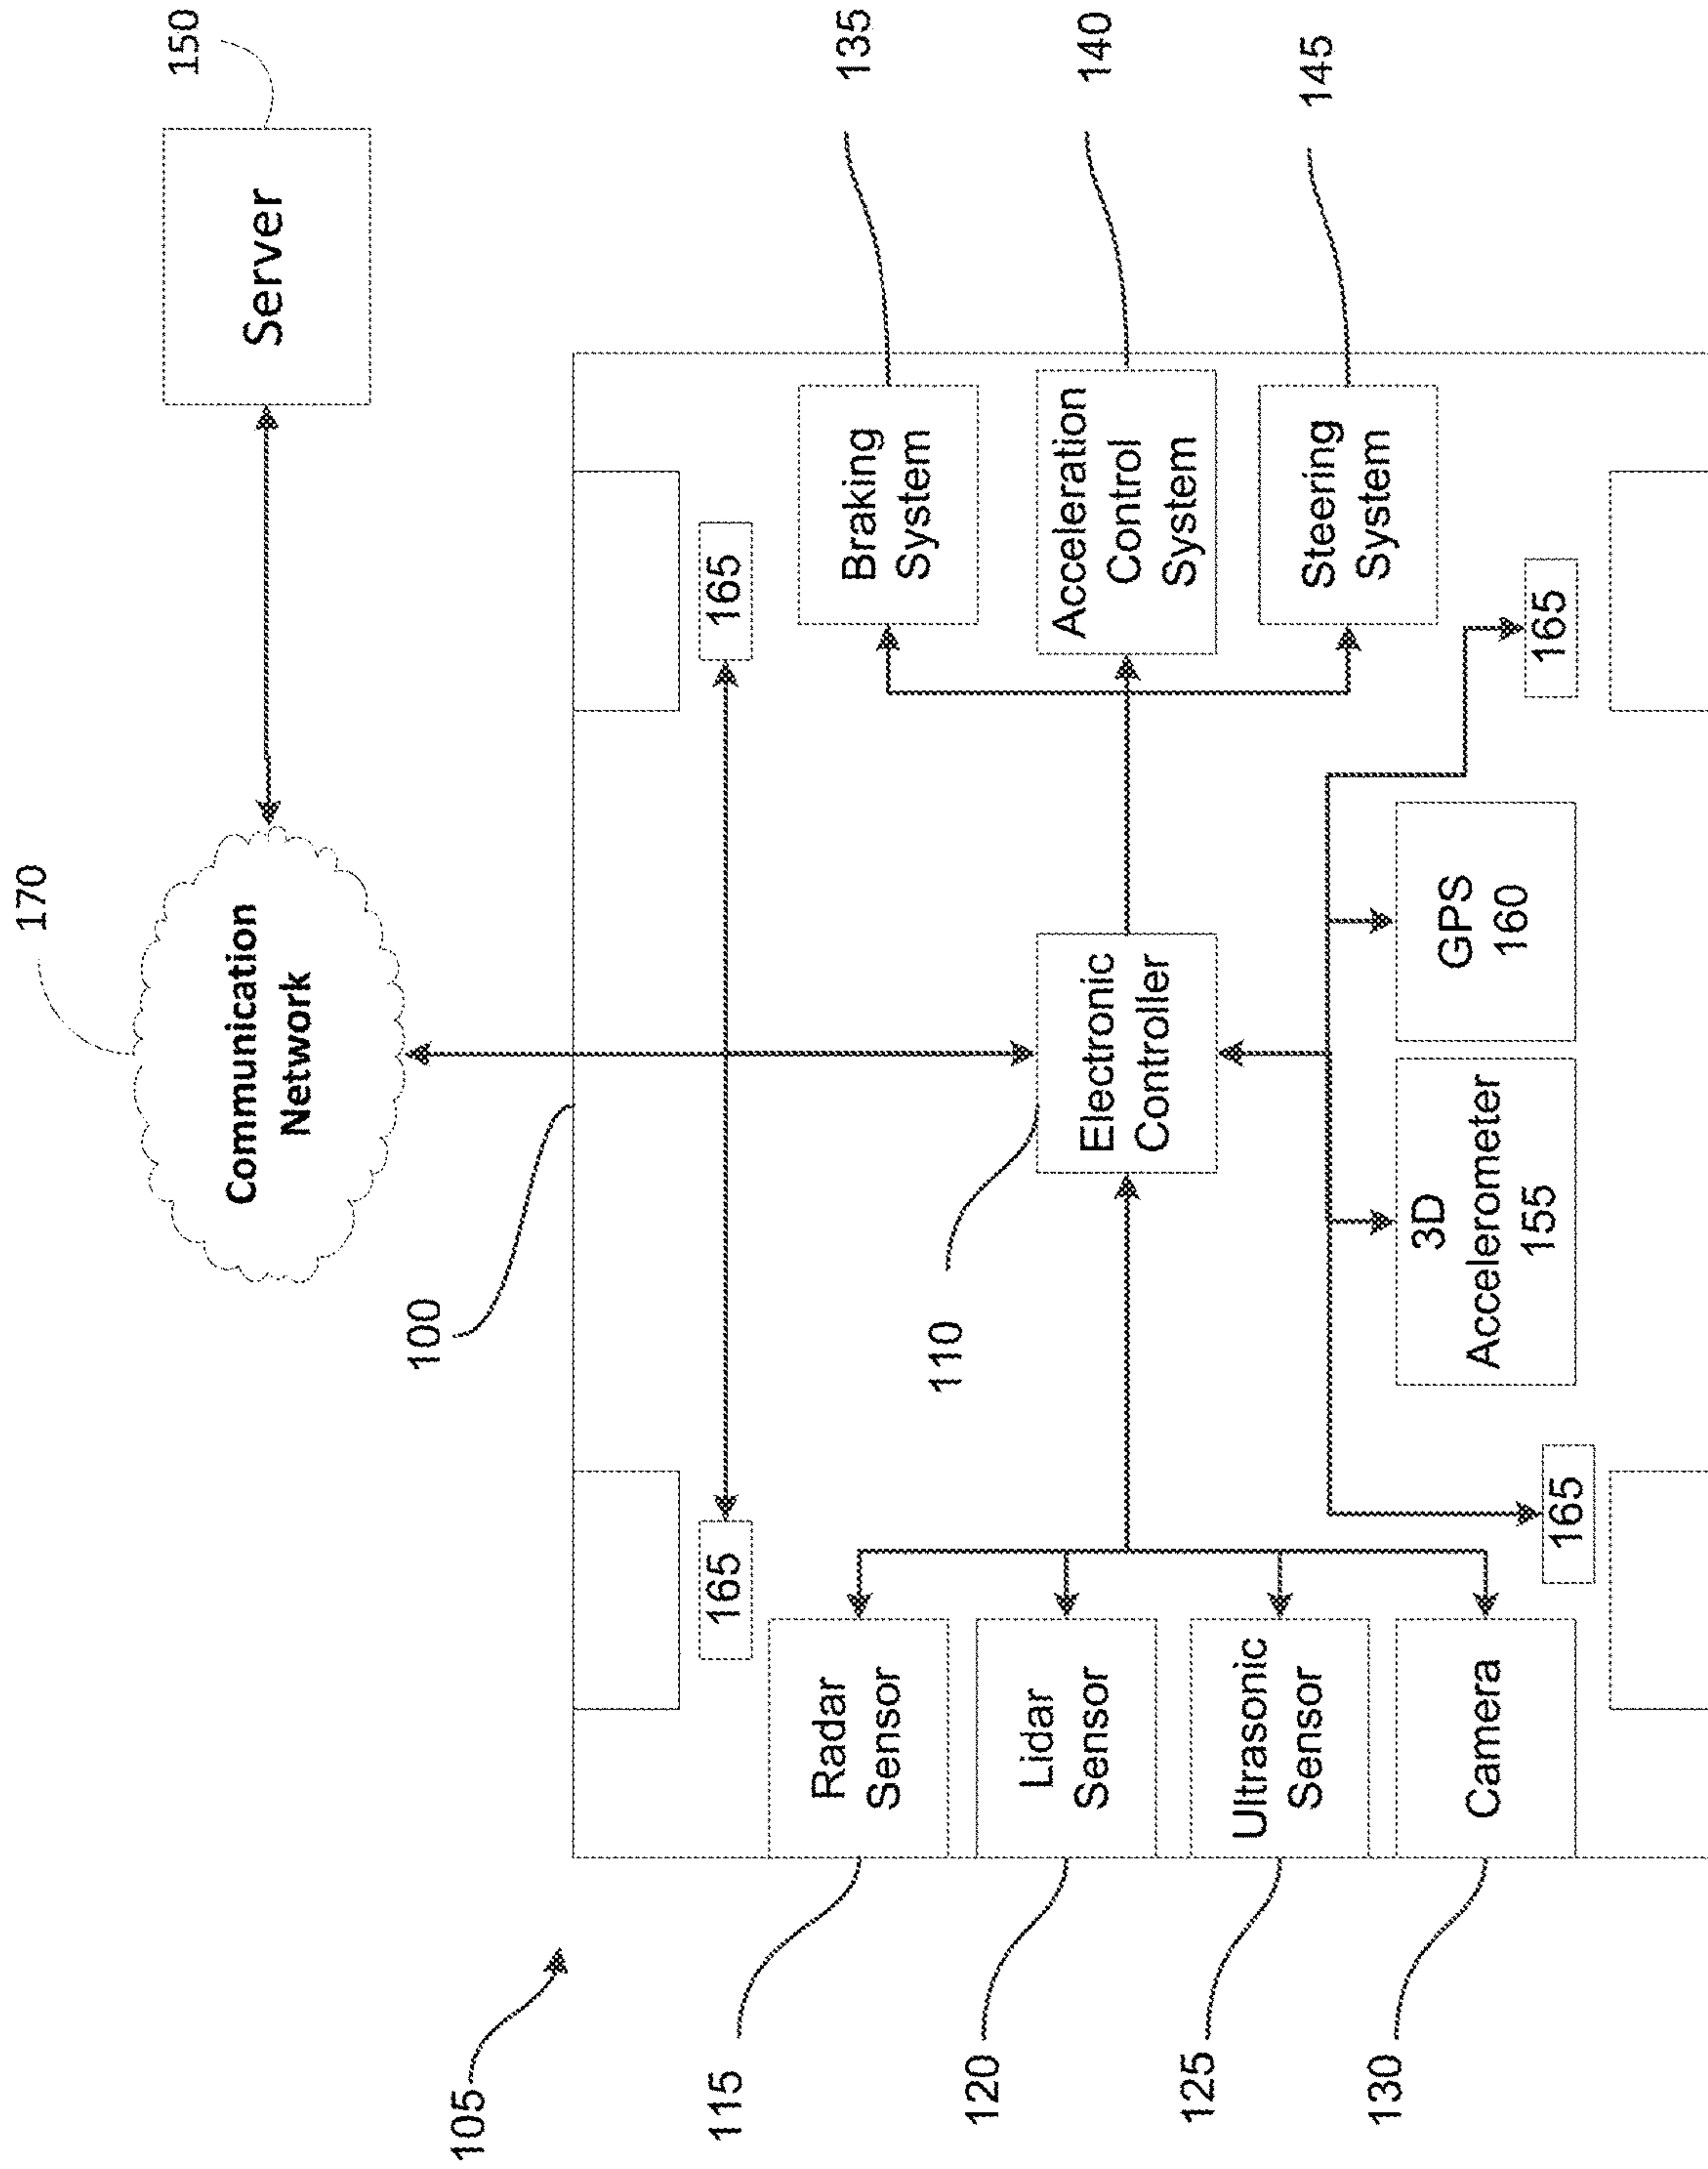 170
Communication
Network
Server
150
100
105
165
165
110
Electronic
Controller
Radar
Sensor
115
Lidar
Sensor
120
Ultrasonic
Sensor
125
Camera
130
Braking
System
135
Acceleration
Control
System
140
Steering
System
145
3D
Accelerometer
155
GPS
160
165
165